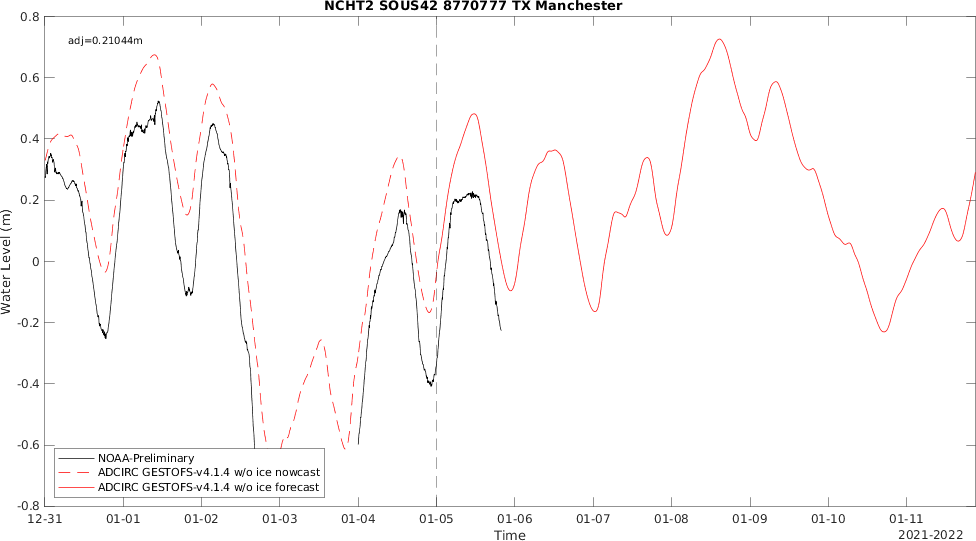 NCHT2 SOUS42 8770777 TX Manchester
adj=0.21044m
0.8
0.6
0.4
0.2
0
-0.2
-0.4
-0.6
-0.8
Water Level (m)
NOAA-Preliminary
ADCIRC GESTOFS-v4.1.4 w/o ice nowcast
ADCIRC GESTOFS-v4.1.4 w/o ice forecast
12-31 01-01 01-02 01-03 01-04 01-05 01-06 01-07 01-08 01-09 01-10 01-11
Time
2021-2022